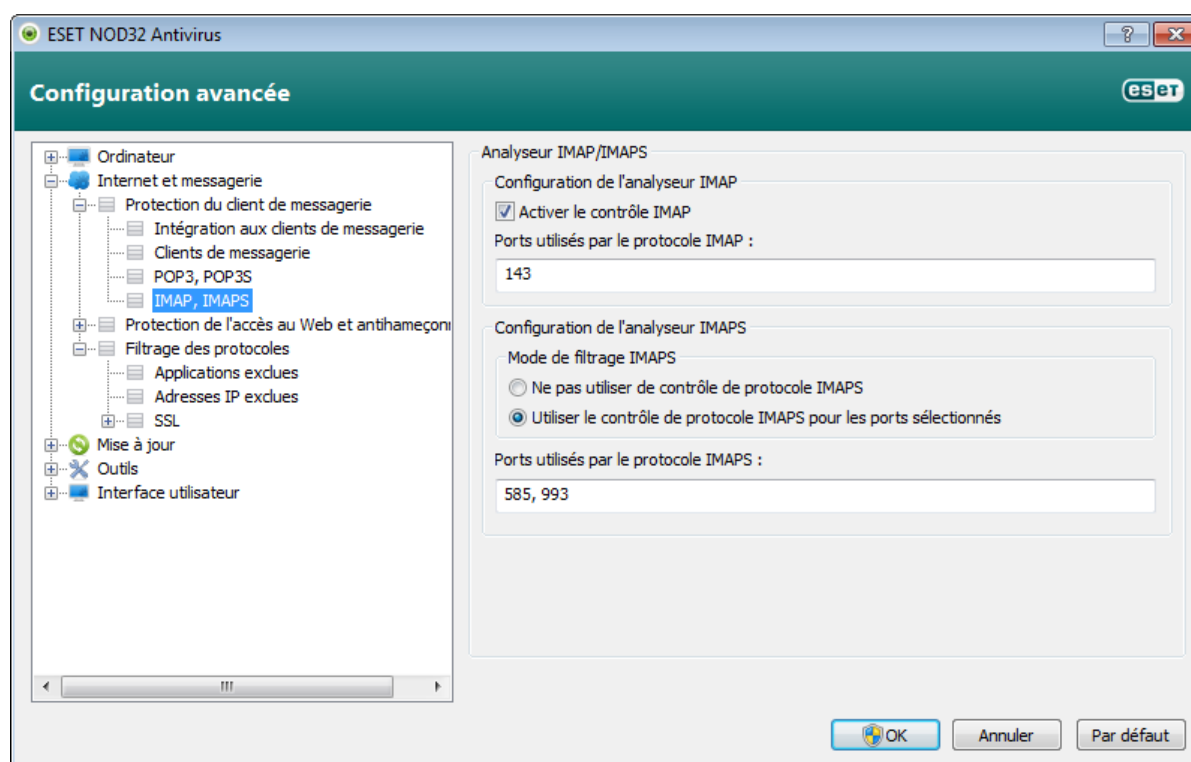 ESET NOD32 Antivirus
?
Configuration avancée
eset
Ordinateur
Internet et messagerie
Protection du client de messagerie
Intégration aux clients de messagerie
Clients de messagerie
POP3, POP3S
IMAP, IMAPS
Protection de l'accès au Web et antihameçon
Filtrage des protocoles
Applications exclues
Adresses IP exclues
SSL
Mise à jour
Outils
Interface utilisateur
Analyseur IMAP/IMAPS
Configuration de l'analyseur IMAP
Activer le contrôle IMAP
Ports utilisés par le protocole IMAP :
143
Configuration de l'analyseur IMAPS
Mode de filtrage IMAPS
Ne pas utiliser de contrôle de protocole IMAPS
Utiliser le contrôle de protocole IMAPS pour les ports sélectionnés
Ports utilisés par le protocole IMAPS :
585, 993
OK
Annuler
Par défaut